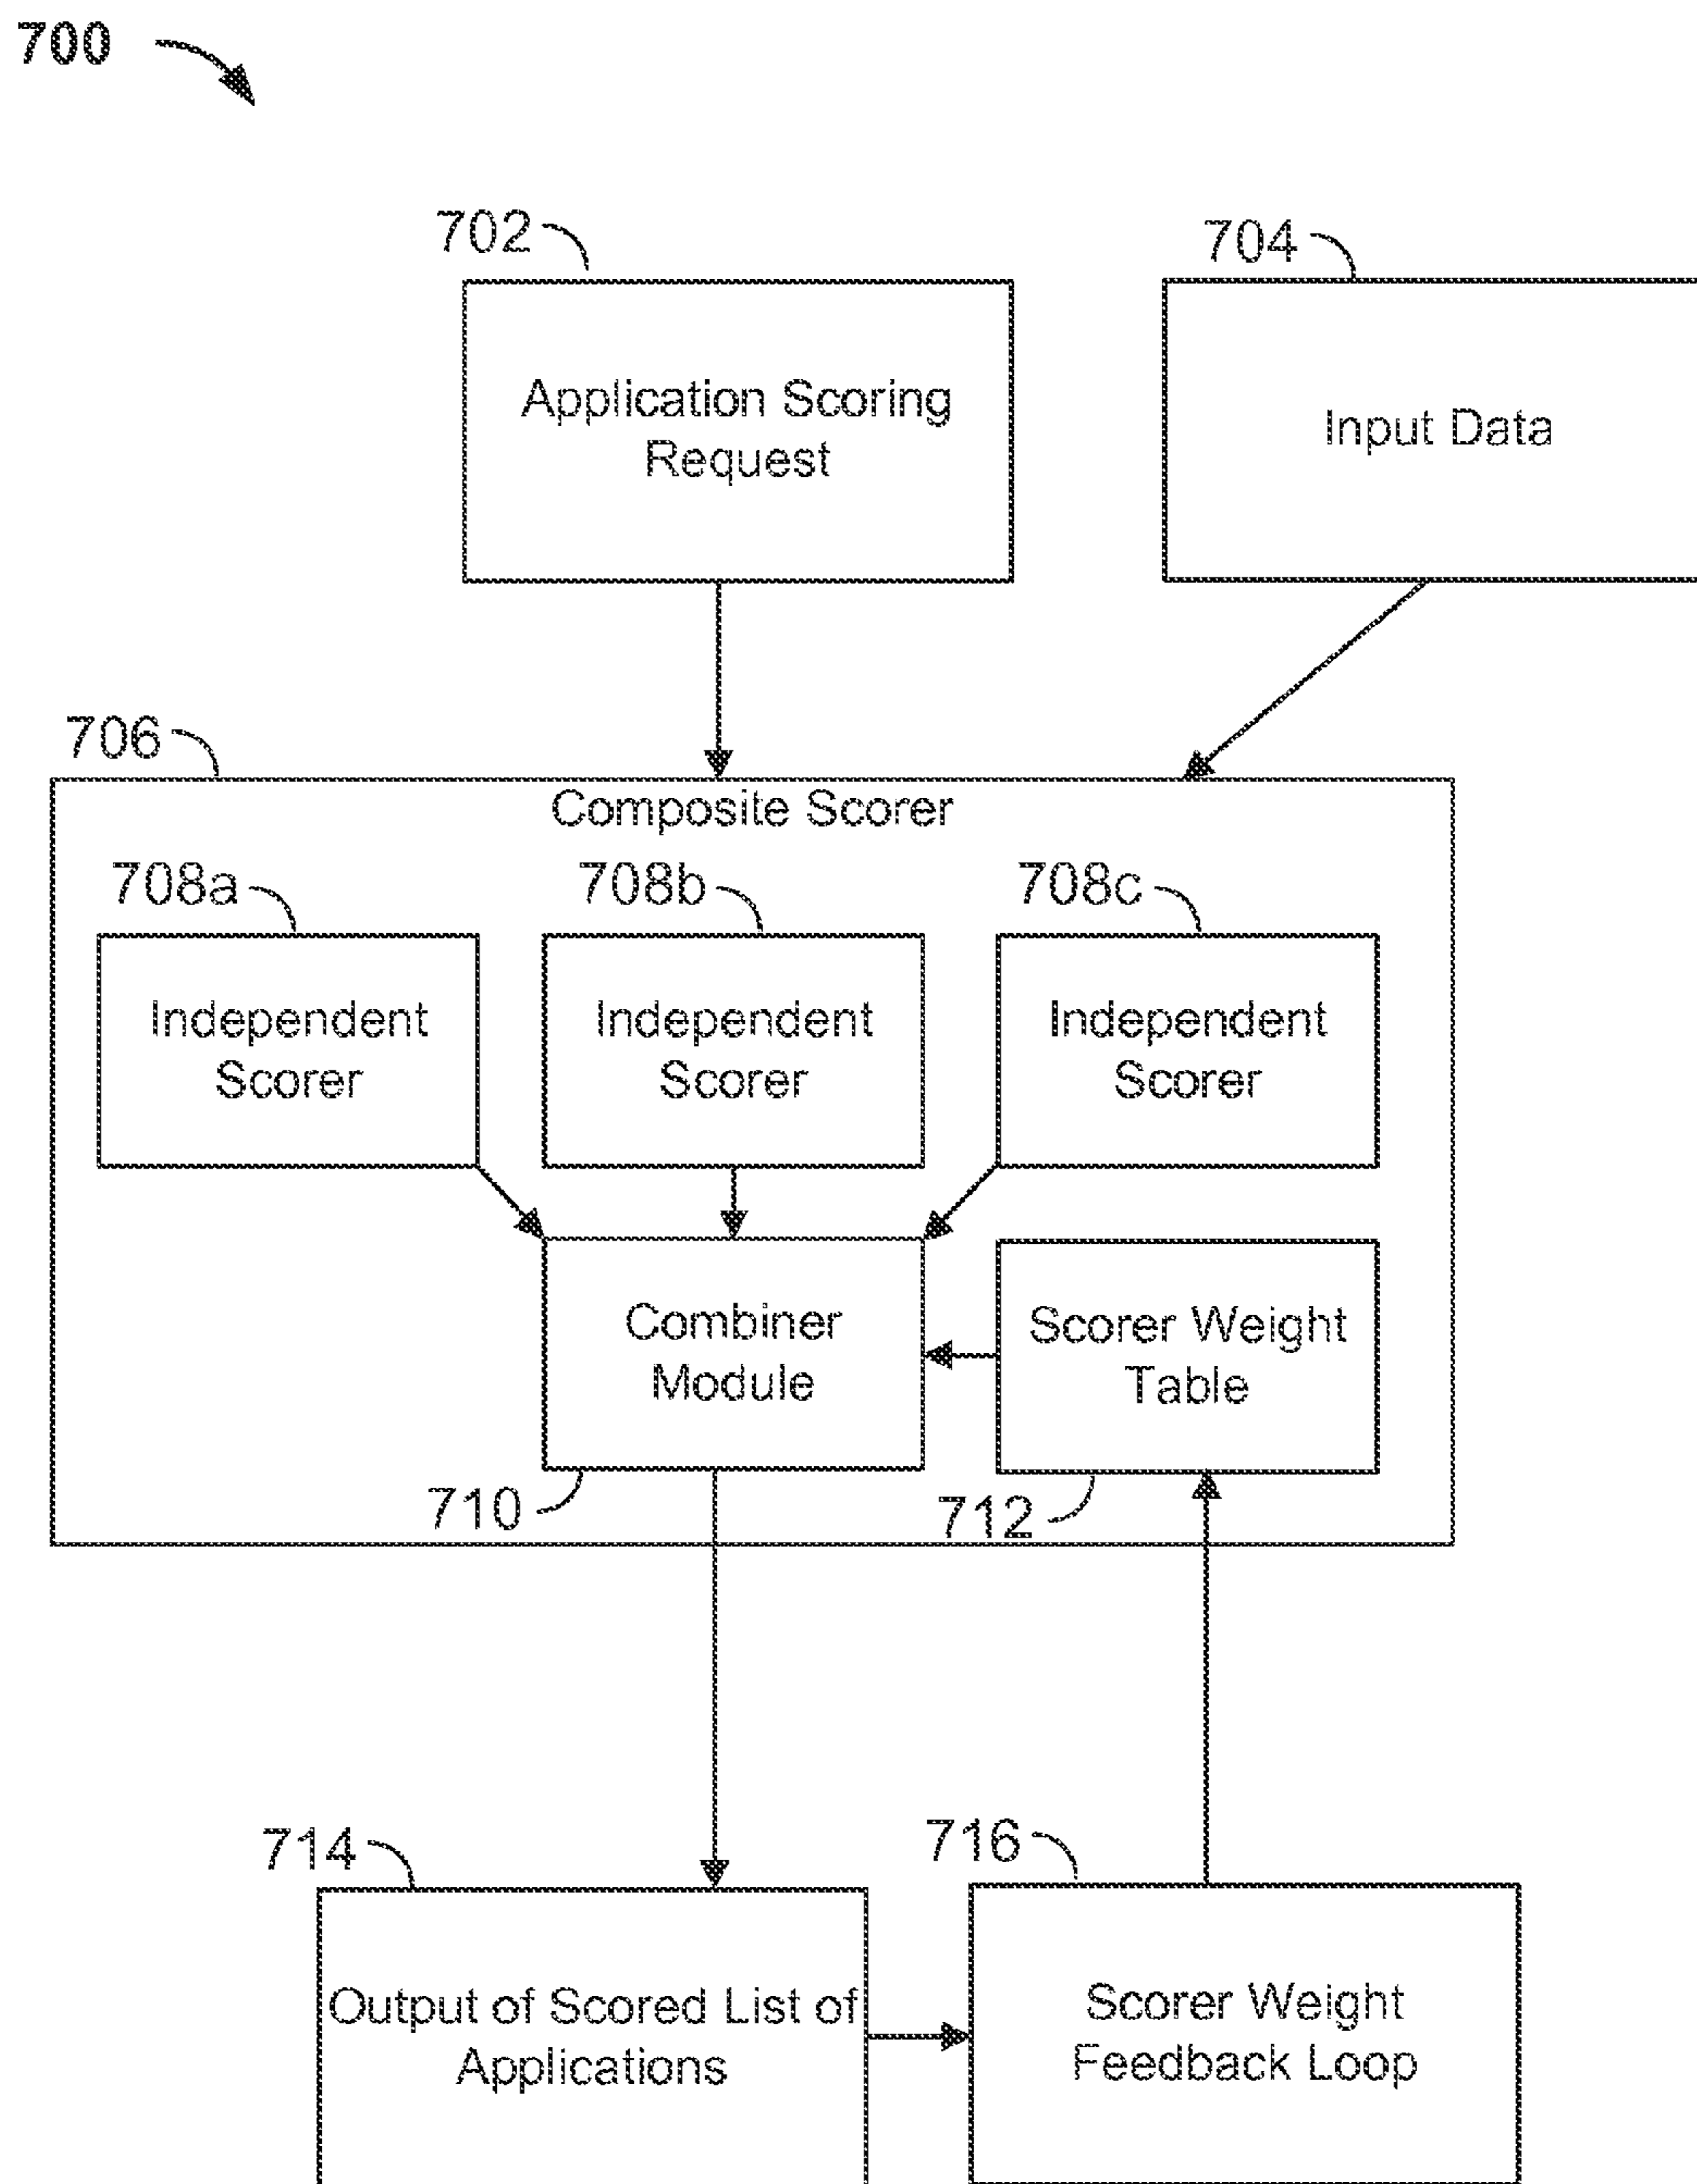 700
702
704
Application Scoring
Request
Input Data
706
Composite Scorer
708a
708b
708c
Independent
Scorer
Independent
Scorer
Independent
Scorer
Combiner
Module
Scorer Weight
Table
710
712
714
716
Output of Scored List of
Applications
Scorer Weight
Feedback Loop